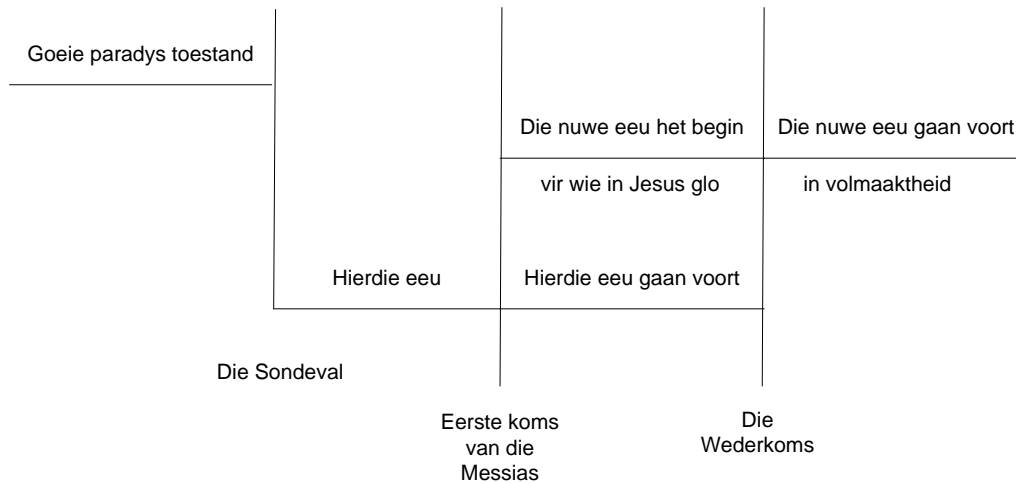 Goeie paradys toestand
Die nuwe eeu het begin
Die nuwe eeu gaan voort
vir wie in Jesus glo
in volmaaktheid
Hierdie eeu
Hierdie eeu gaan voort
Die Sondeval
Eerste koms
van die
Messias
Die
Wederkoms